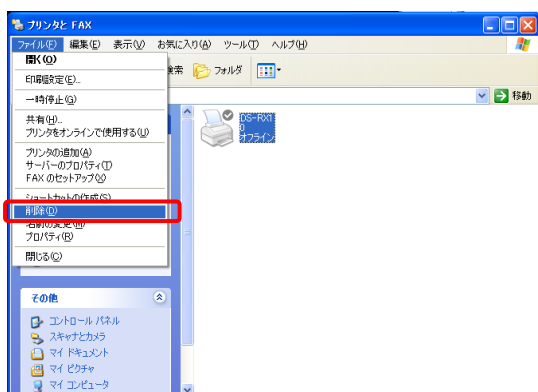 プリンタと FAX
ファイル(F) 編集(E) 表示(V) お気に入り(A) ツール(T) ヘルプ(H)
開く(O)
検索 フォルダ
印刷設定(E)...
一時停止(G)
移動
共有(H)...
プリンタをオンラインで使用する(U)
DS-RX1
0
オフライン
プリンタの追加(A)
サーバーのプロパティ(T)
FAX のセットアップ(X)
ショートカットの作成(S)
削除(D)
名前の変更(M)
プロパティ(R)
閉じる(C)
その他
コントロール パネル
スキャナとカメラ
マイ ドキュメント
マイ ピクチャ
マイ コンピュータ